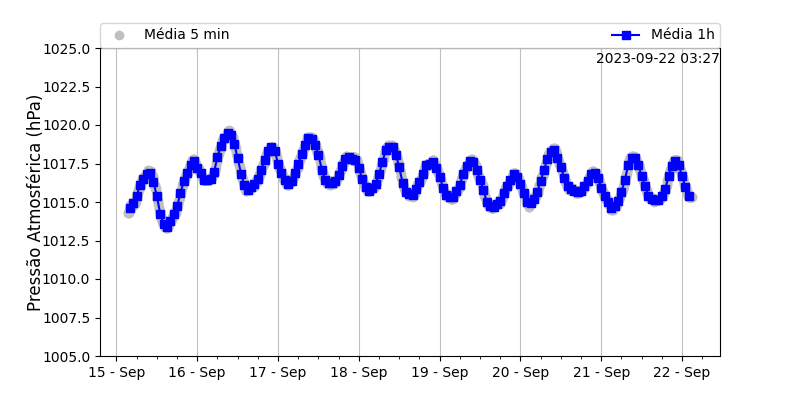 Média 5 min
Média 1h
2023-09-22 03:27
Pressão Atmosférica (hPa)
1025.0
1022.5
1020.0
1017.5
1015.0
1012.5
1010.0
1007.5
1005.0
15 - Sep
16 - Sep
17 - Sep
18 - Sep
19 - Sep
20 - Sep
21 - Sep
22 - Sep